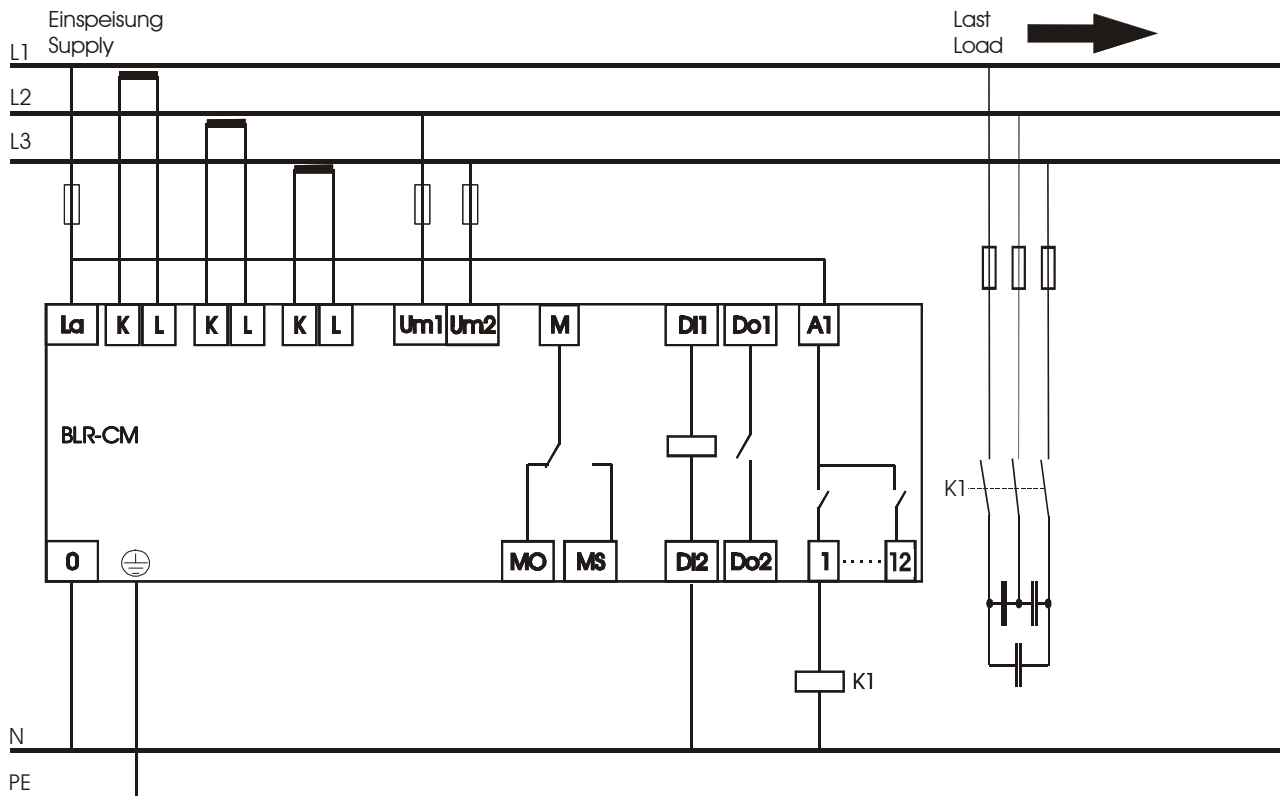 Einspeisung
Supply
Last
Load
L1
L2
L3
La K L K L K L Um1 Um2 M DI1 Do1 A1
BLR-CM
K1
0 MO MS DI2 Do2 1 ...... 12
K1
N
PE